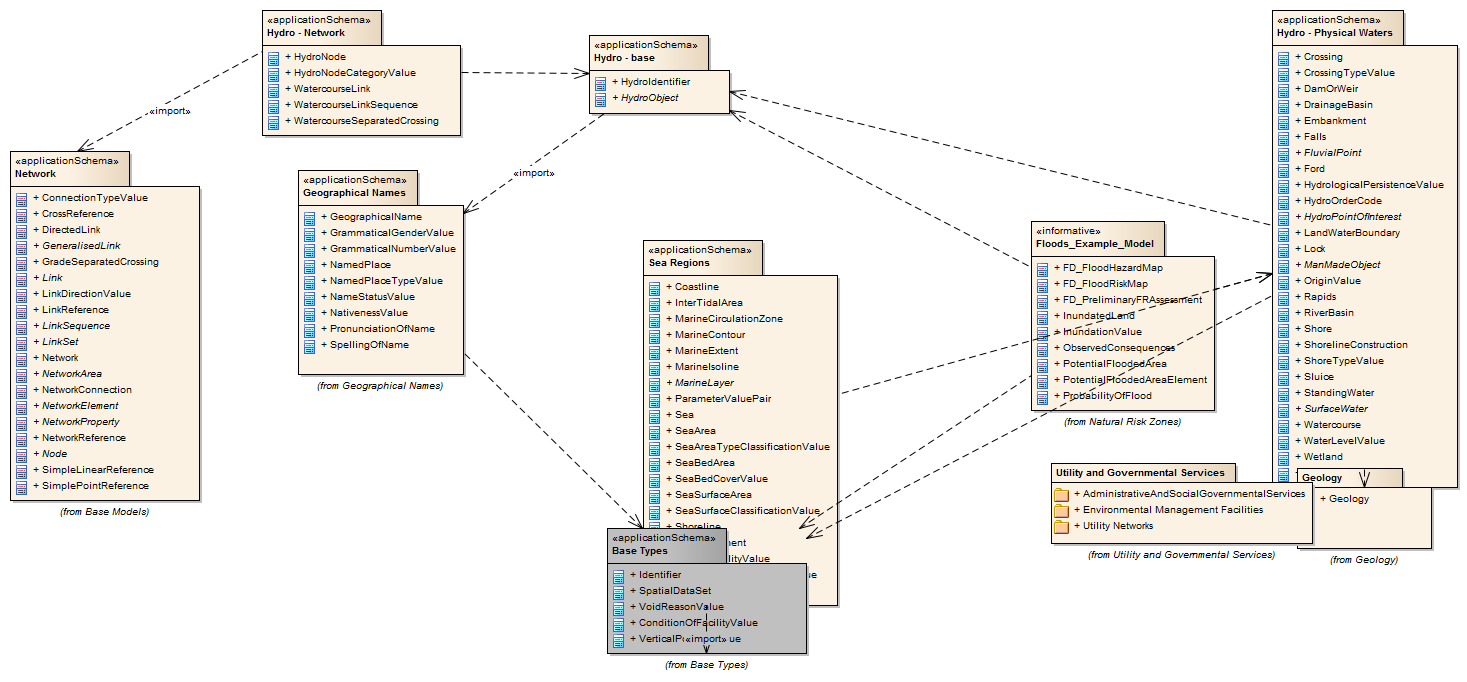 «applicationSchema»
Hydro - Network
+ HydroNode
+ HydroNodeCategoryValue
+ WatercourseLink
+ WatercourseLinkSequence
+ WatercourseSeparatedCrossing
«applicationSchema»
Hydro - base
+ HydroIdentifier
+ HydroObject
«applicationSchema»
Hydro - Physical Waters
+ Crossing
+ CrossingTypeValue
+ DamOrWeir
+ DrainageBasin
+ Embankment
+ Falls
+ FluvialPoint
+ Ford
+ HydrologicalPersistenceValue
+ HydroOrderCode
+ HydroPointOfInterest
+ LandWaterBoundary
+ Lock
+ ManMadeObject
+ OriginValue
+ Rapids
+ RiverBasin
+ Shore
+ ShorelineConstruction
+ ShoreTypeValue
+ Sluice
+ StandingWater
+ SurfaceWater
+ Watercourse
+ WaterLevelValue
+ Wetland
«import»
«import»
«applicationSchema»
Network
+ ConnectionTypeValue
+ CrossReference
+ DirectedLink
+ GeneralisedLink
+ GradeSeparatedCrossing
+ Link
+ LinkDirectionValue
+ LinkReference
+ LinkSequence
+ LinkSet
+ Network
+ NetworkArea
+ NetworkConnection
+ NetworkElement
+ NetworkProperty
+ NetworkReference
+ Node
+ SimpleLinearReference
+ SimplePointReference
(from Base Models)
«applicationSchema»
Geographical Names
+ GeographicalName
+ GrammaticalGenderValue
+ GrammaticalNumberValue
+ NamedPlace
+ NamedPlaceTypeValue
+ NameStatusValue
+ NativenessValue
+ PronunciationOfName
+ SpellingOfName
(from Geographical Names)
«applicationSchema»
Sea Regions
+ Coastline
+ InterTidalArea
+ MarineCirculationZone
+ MarineContour
+ MarineExtent
+ MarineIsoline
+ MarineLayer
+ ParameterValuePair
+ Sea
+ SeaArea
+ SeaAreaTypeClassificationValue
+ SeaBedArea
+ SeaBedCoverValue
+ SeaSurfaceArea
+ SeaSurfaceClassificationValue
+ Shoreline
«informative»
Floods_Example_Model
+ FD_FloodHazardMap
+ FD_FloodRiskMap
+ FD_PreliminaryFRAssessment
+ InundatedLand
+ InundationValue
+ ObservedConsequences
+ PotentialFloodedArea
+ PotentialFloodedAreaElement
+ ProbabilityOfFlood
(from Natural Risk Zones)
Utility and Governmental Services
+ AdministrativeAndSocialGovernmentalServices
+ Environmental Management Facilities
+ Utility Networks
(from Utility and Governmental Services)
Geology
+ Geology
(from Geology)
«applicationSchema»
Base Types
+ Identifier
+ SpatialDataSet
+ VoidReasonValue
+ ConditionOfFacilityValue
«import»
(from Base Types)